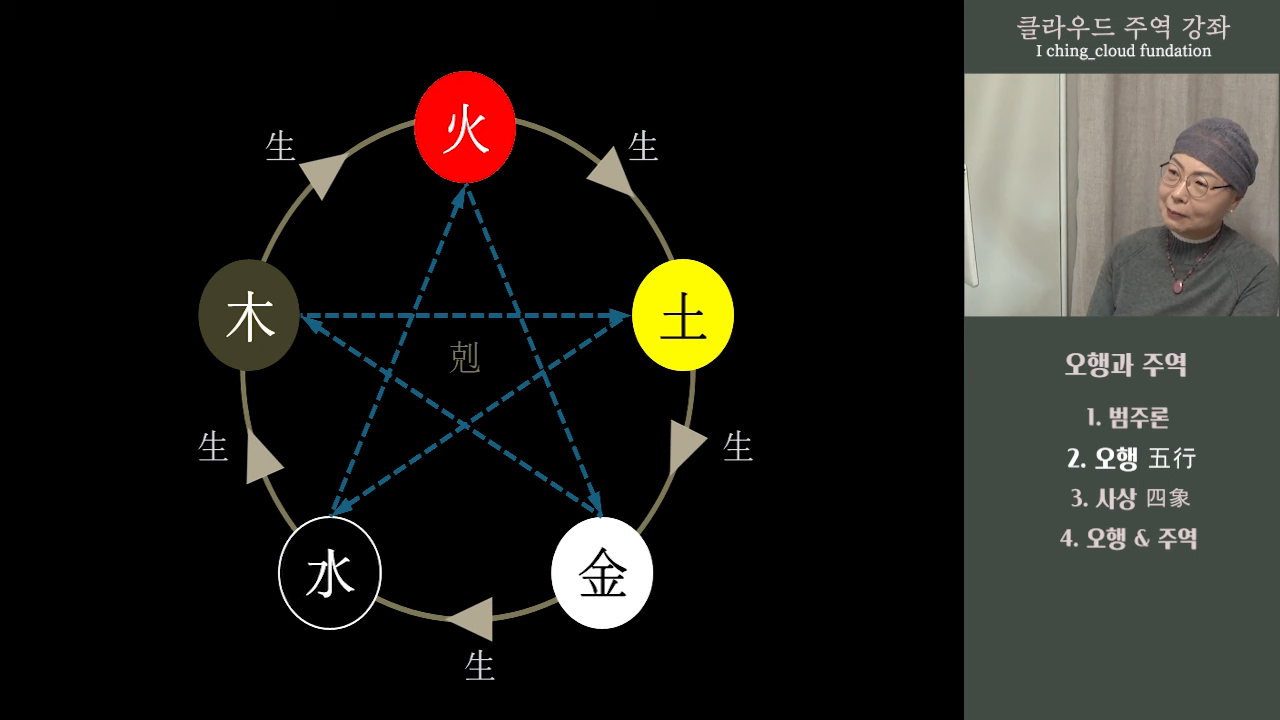 火
生
生
木
土
剋
生
生
水
金
生
클라우드 주역 강좌
I ching_cloud fundation
오행과 주역
1. 범주론
2. 오행 五行
3. 사상 四象
4. 오행 & 주역